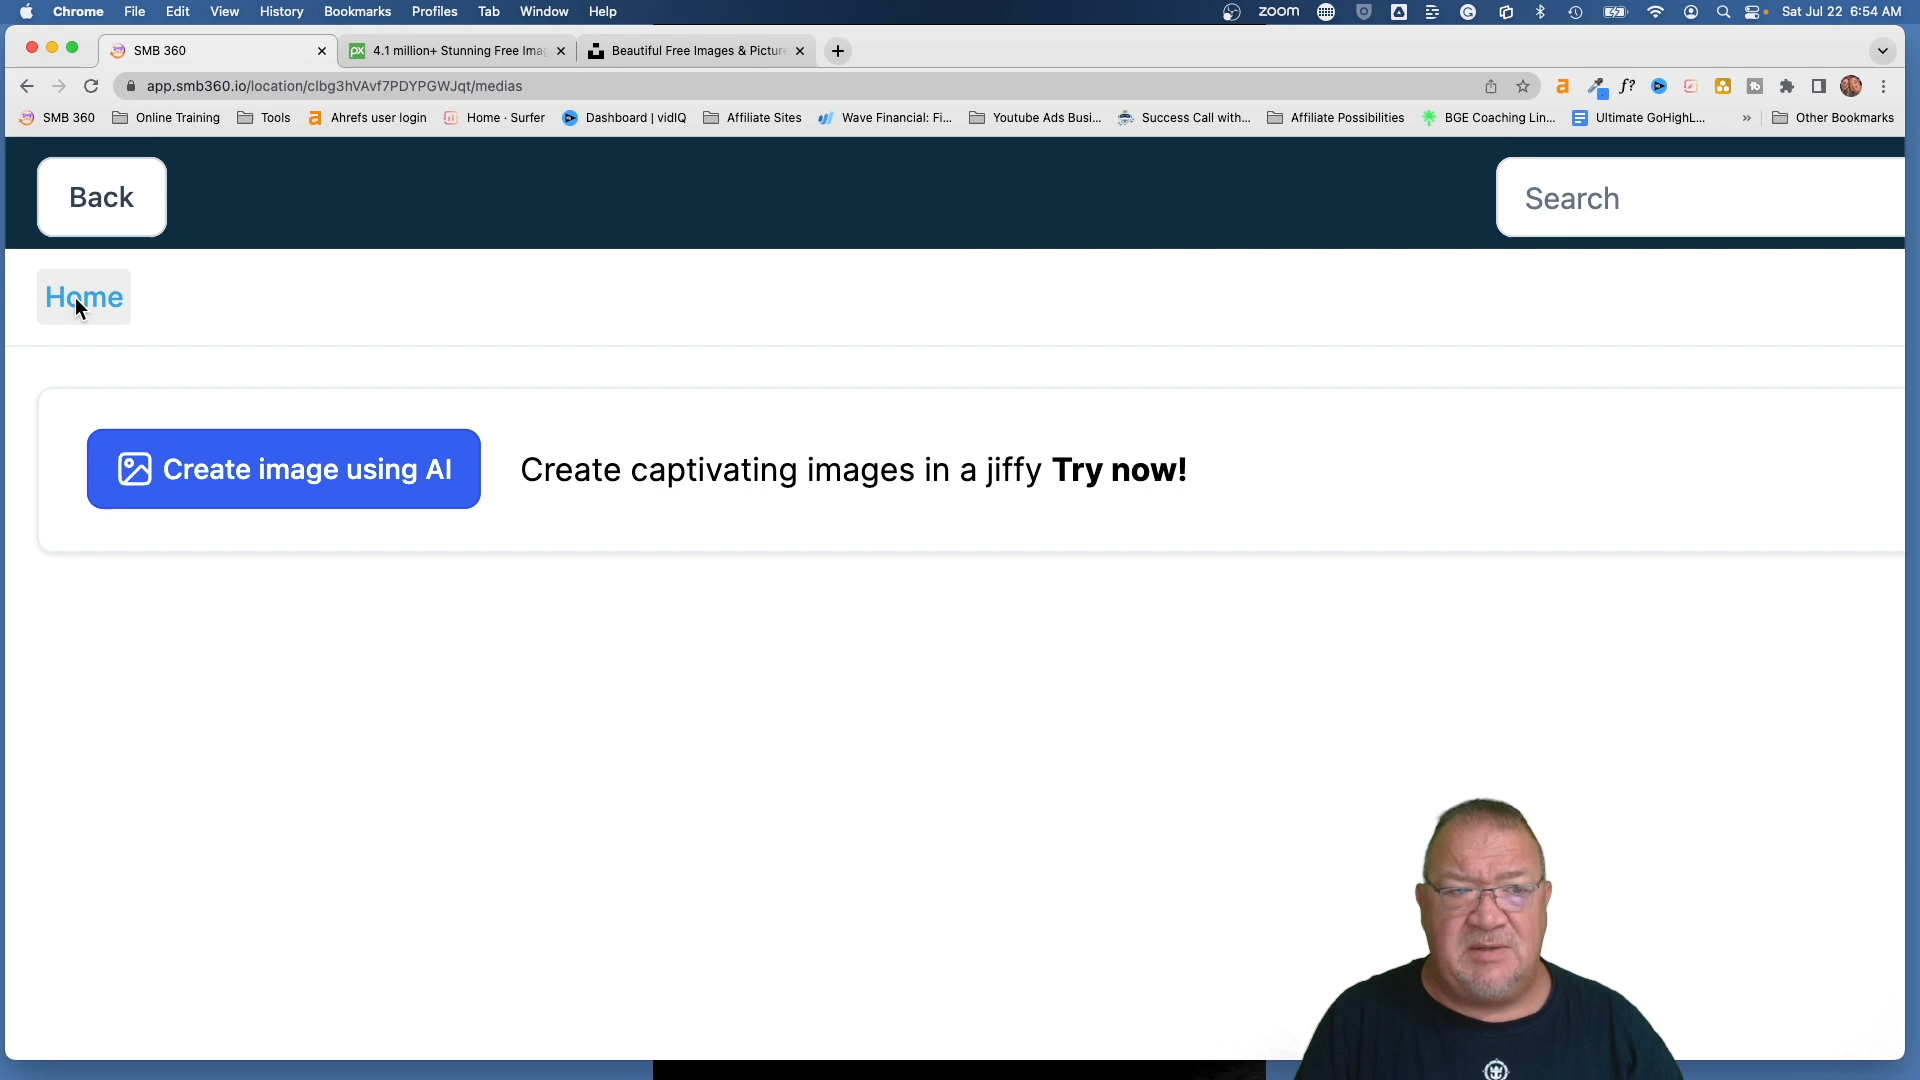 Chrome File Edit View History Bookmarks Profiles Tab Window Help zoom Sat Jul 22 6:54 AM
SMB 360 4.1 million+ Stunning Free Imag Beautiful Free Images & Picture
app.smb360.io/location/clbg3hVAvf7PDYPGWJqt/medias
SMB 360 Online Training Tools Ahrefs user login Home · Surfer Dashboard | vidIQ Affiliate Sites Wave Financial: Fi... Youtube Ads Busi... Success Call with... Affiliate Possibilities BGE Coaching Lin... Ultimate GoHighL... » Other Bookmarks
Back
Search
Home
Create image using AI Create captivating images in a jiffy Try now!